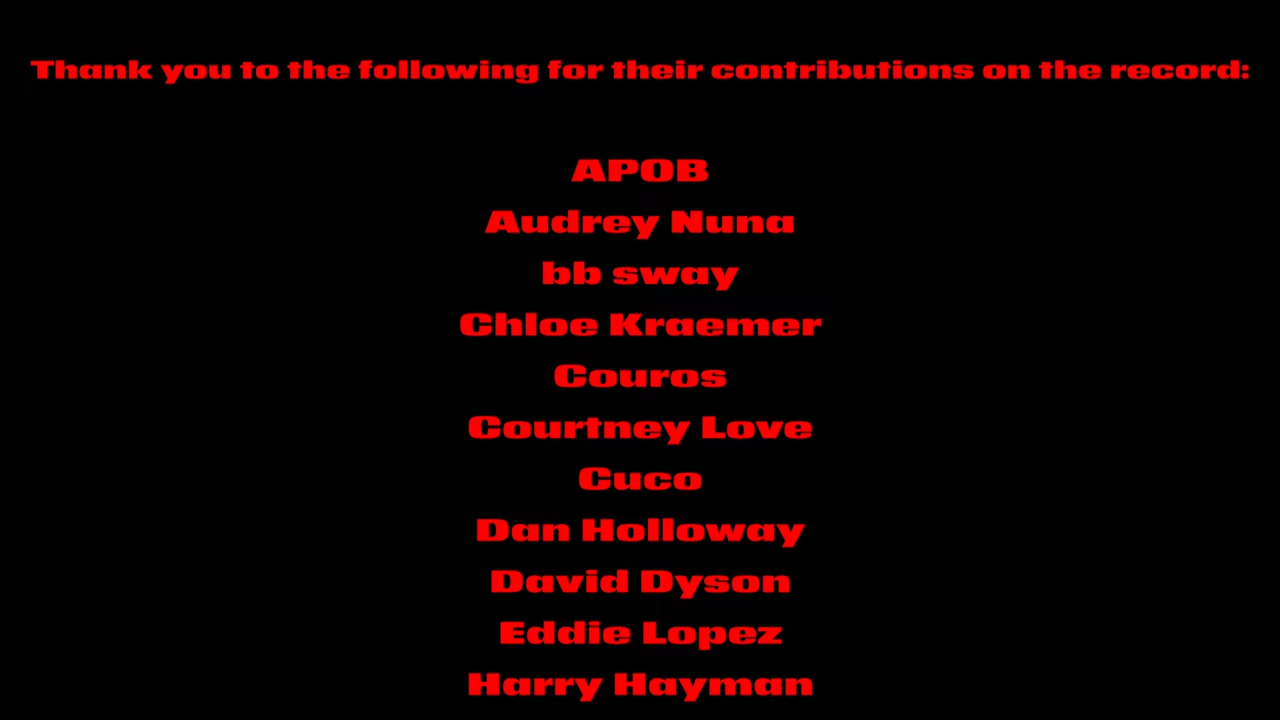 Thank you to the following for their contributions on the record:
APOB
Audrey Nuna
bb sway
Chloe Kraemer
Couros
Courtney Love
Cuco
Dan Holloway
David Dyson
Eddie Lopez
Harry Hayman